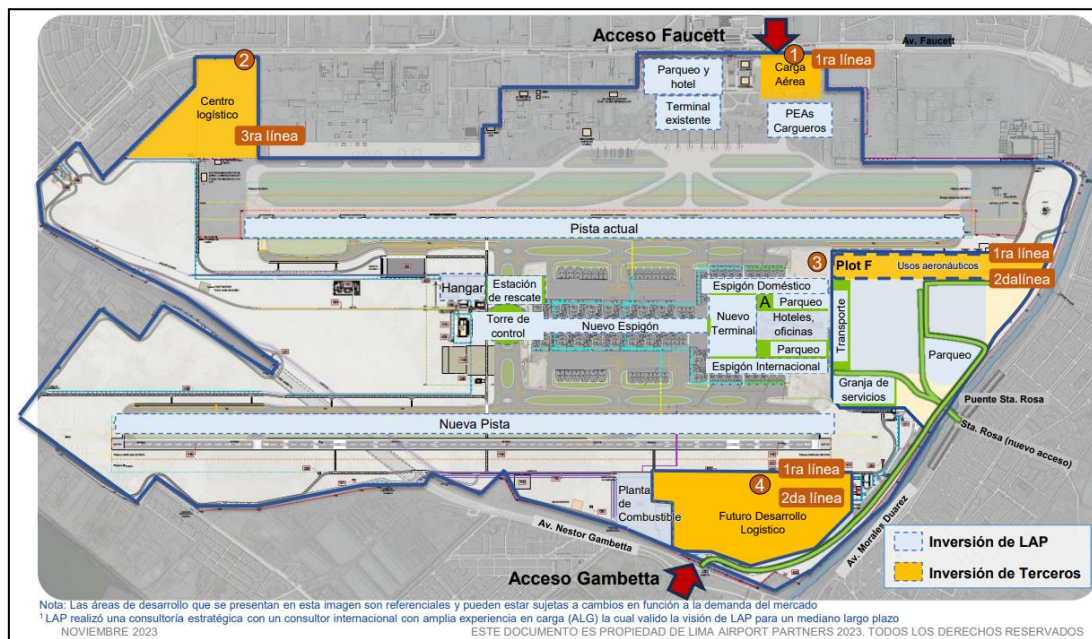 Acceso Faucett
Av. Faucett
2
1
1ra línea
Parqueo y
hotel
Carga
Aérea
Centro
logístico
Terminal
existente
PEAs
Cargueros
3ra línea
Pista actual
3
1ra línea
Plot F
Usos aeronáuticos
2dalínea
Hangar
Estación
de rescate
Espigón Doméstico
A
Parqueo
Torre de
control
Nuevo Espigón
Nuevo
Terminal
Hoteles,
oficinas
Transporte
Parqueo
Parqueo
Espigón Internacional
Granja de
servicios
Puente Sta. Rosa
Sta. Rosa (nuevo acceso)
Nueva Pista
1ra línea
4
2da línea
Planta
de
Combustible
Futuro Desarrollo
Logístico
Av. Nestor Gambetta
Av. Morales Duarez
Acceso Gambetta
Inversión de LAP
Inversión de Terceros
Nota: Las áreas de desarrollo que se presentan en esta imagen son referenciales y pueden estar sujetas a cambios en función a la demanda del mercado
¹ LAP realizó una consultoría estratégica con un consultor internacional con amplia experiencia en carga (ALG) la cual valido la visión de LAP para un mediano largo plazo
NOVIEMBRE 2023
ESTE DOCUMENTO ES PROPIEDAD DE LIMA AIRPORT PARTNERS 2023. TODOS LOS DERECHOS RESERVADOS